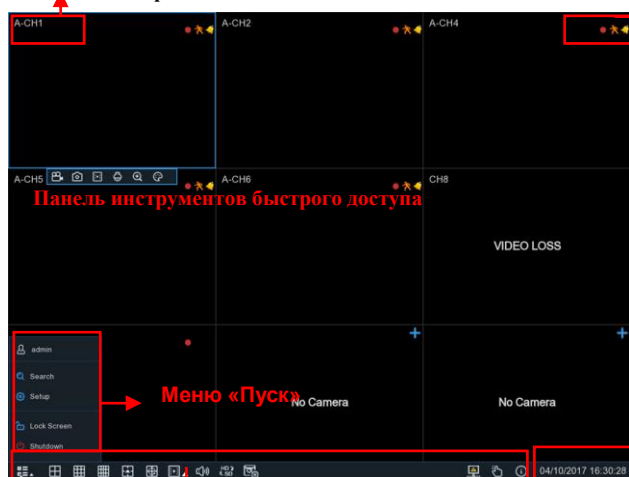 A-CH1
A-CH2
A-CH4
A-CH5
A-CH6
CH8
Панель инструментов быстрого доступа
VIDEO LOSS
admin
Search
Setup
Меню «Пуск»
No Camera
No Camera
Lock Screen
Shutdown
04/10/2017 16:30:28